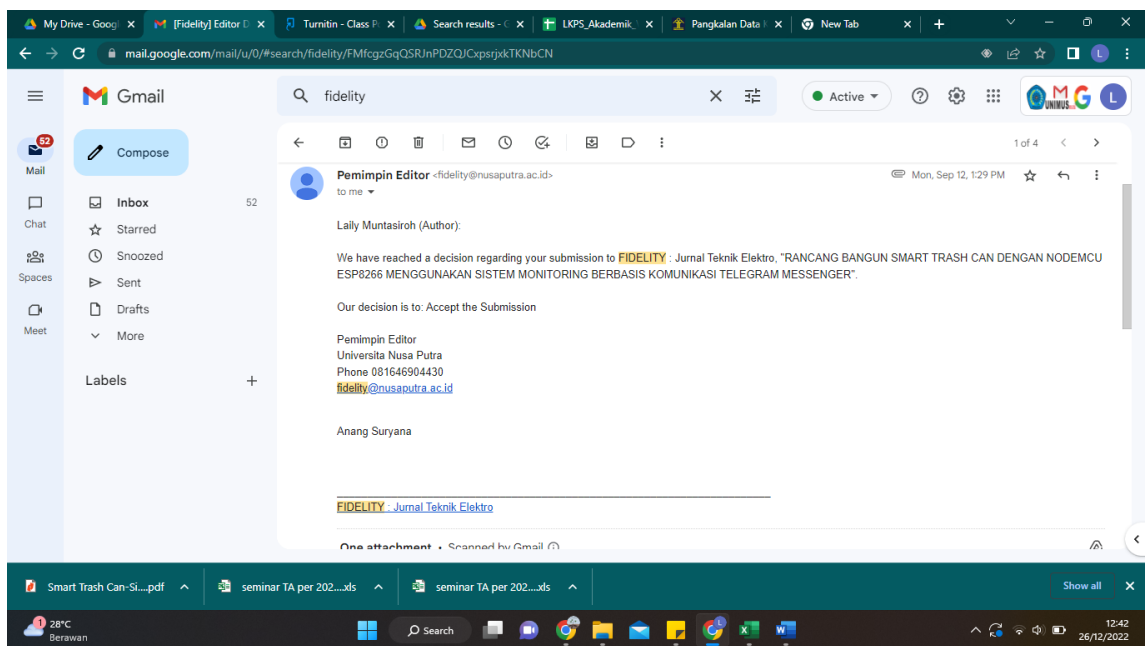 My Drive - Googl
[Fidelity] Editor D
Turnitin - Class P
Search results - G
LKPS_Akademik_
Pangkalan Data
New Tab
mail.google.com/mail/u/0/#search/fidelity/FMfcgzGqQSRJnPDZQJCxpsrjxkTKNbCN
L
Gmail
fidelity
Active
UNIMUS
L
52
Mail
Chat
Spaces
Meet
Compose
Inbox 52
Starred
Snoozed
Sent
Drafts
More
Labels
1 of 4
Pemimpin Editor <fidelity@nusaputra.ac.id>
Mon, Sep 12, 1:29 PM
to me
Laily Muntasiroh (Author):
We have reached a decision regarding your submission to FIDELITY : Jurnal Teknik Elektro, "RANCANG BANGUN SMART TRASH CAN DENGAN NODEMCU
ESP8266 MENGGUNAKAN SISTEM MONITORING BERBASIS KOMUNIKASI TELEGRAM MESSENGER".
Our decision is to: Accept the Submission
Pemimpin Editor
Universita Nusa Putra
Phone 081646904430
fidelity@nusaputra.ac.id
Anang Suryana
FIDELITY : Jurnal Teknik Elektro
One attachment • Scanned by Gmail
Smart Trash Can-Si....pdf
seminar TA per 202....xls
seminar TA per 202....xls
Show all
1
28°C
Berawan
Search
12:42
26/12/2022